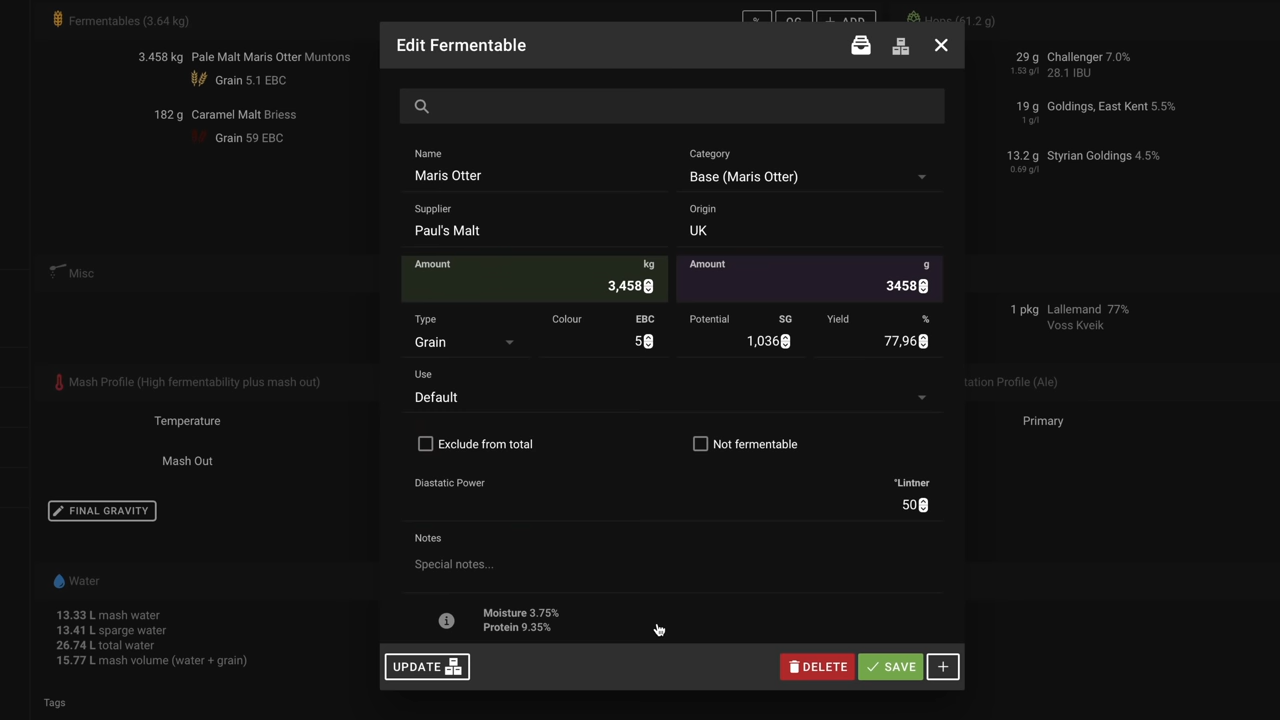 Fermentables (3.64 kg)
%
OG
+ ADD
Hops (61.2 g)
3.458 kg Pale Malt Maris Otter Muntons
Grain 5.1 EBC
182 g Caramel Malt Briess
Grain 59 EBC
29 g Challenger 7.0%
1.53 g/l 28.1 IBU
19 g Goldings, East Kent 5.5%
1 g/l
13.2 g Styrian Goldings 4.5%
0.69 g/l
Misc
1 pkg Lallemand 77%
Voss Kveik
Mash Profile (High fermentability plus mash out)
Temperature
Mash Out
tation Profile (Ale)
Primary
FINAL GRAVITY
Water
13.33 L mash water
13.41 L sparge water
26.74 L total water
15.77 L mash volume (water + grain)
Tags
Edit Fermentable
Name
Maris Otter
Category
Base (Maris Otter)
Supplier
Paul's Malt
Origin
UK
Amount kg
3,458
Amount g
3458
Type
Grain
Colour EBC
5
Potential SG
1,036
Yield %
77,96
Use
Default
Exclude from total
Not fermentable
Diastatic Power °Lintner
50
Notes
Special notes...
Moisture 3.75%
Protein 9.35%
UPDATE
DELETE
SAVE
+